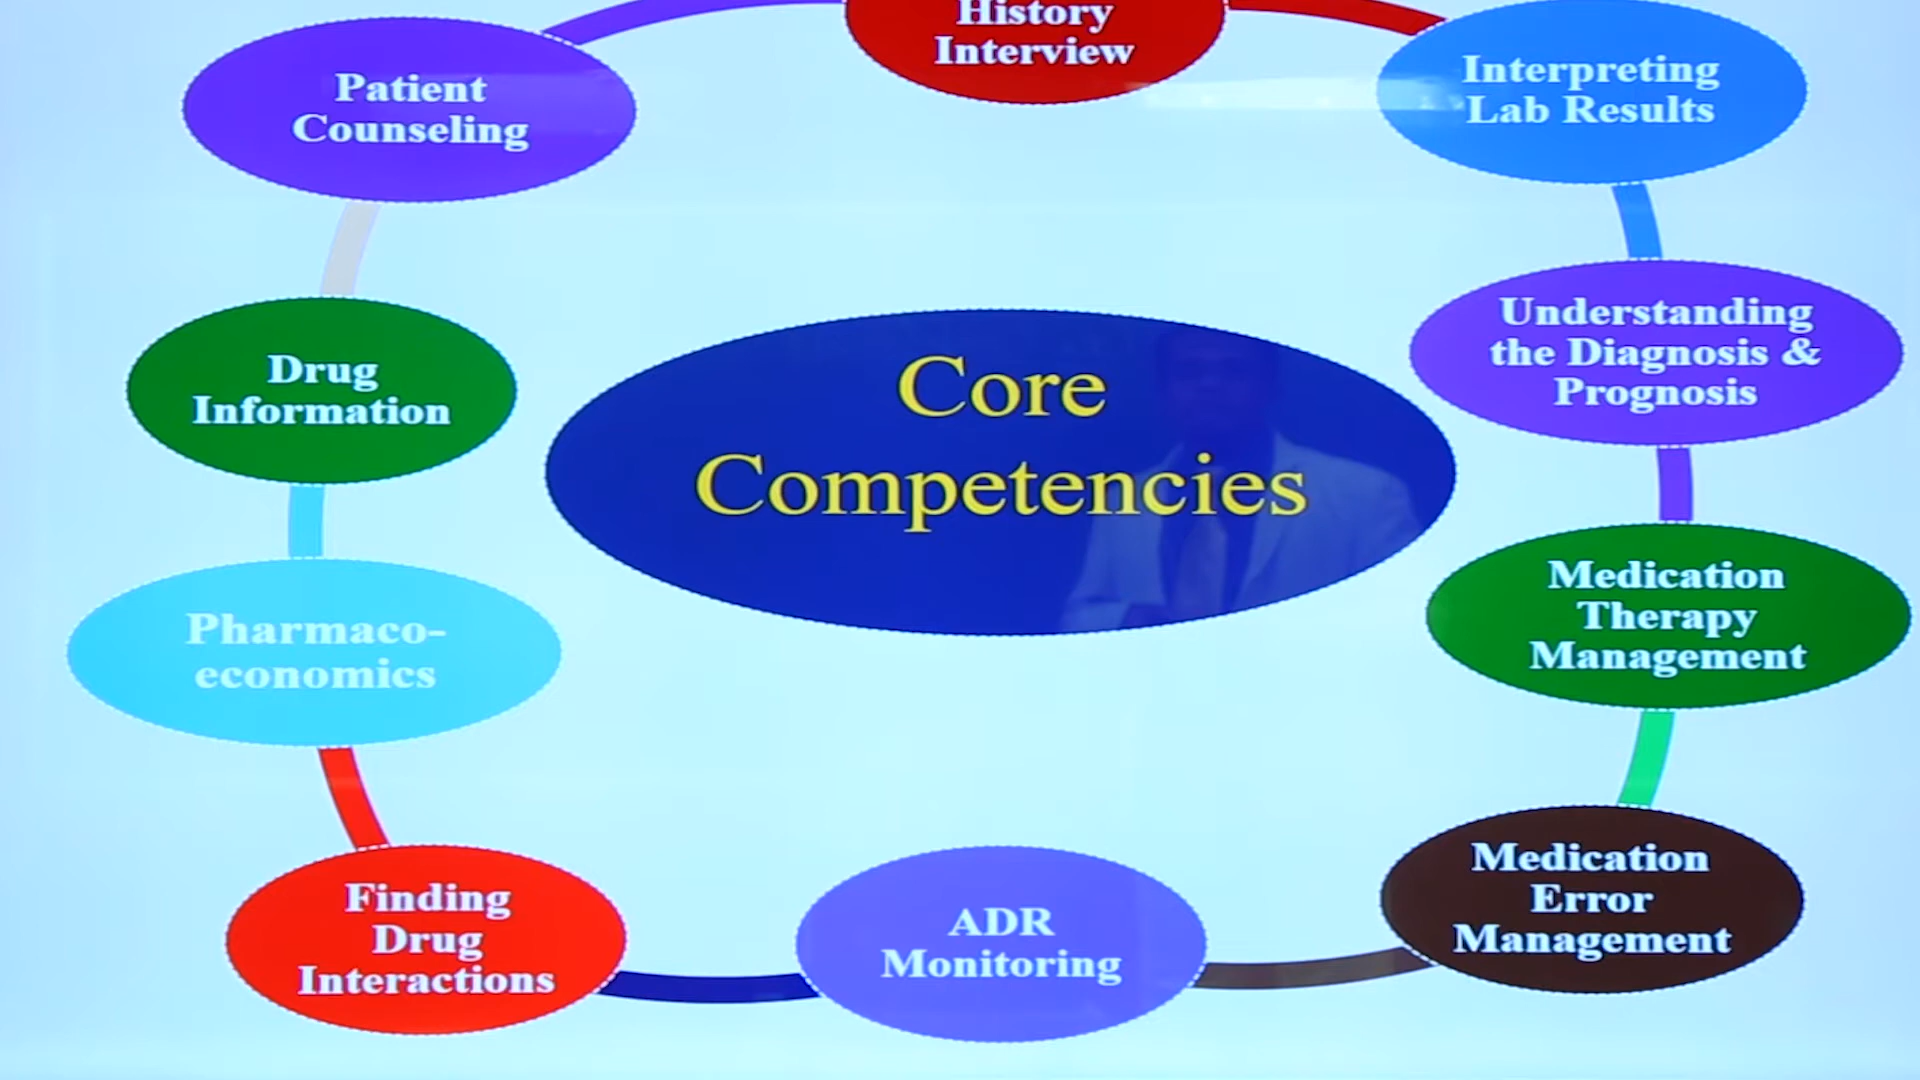 History
Interview
Interpreting
Lab Results
Understanding
the Diagnosis &
Prognosis
Medication
Therapy
Management
Medication
Error
Management
ADR
Monitoring
Finding
Drug
Interactions
Pharmaco-
economics
Drug
Information
Patient
Counseling
Core
Competencies